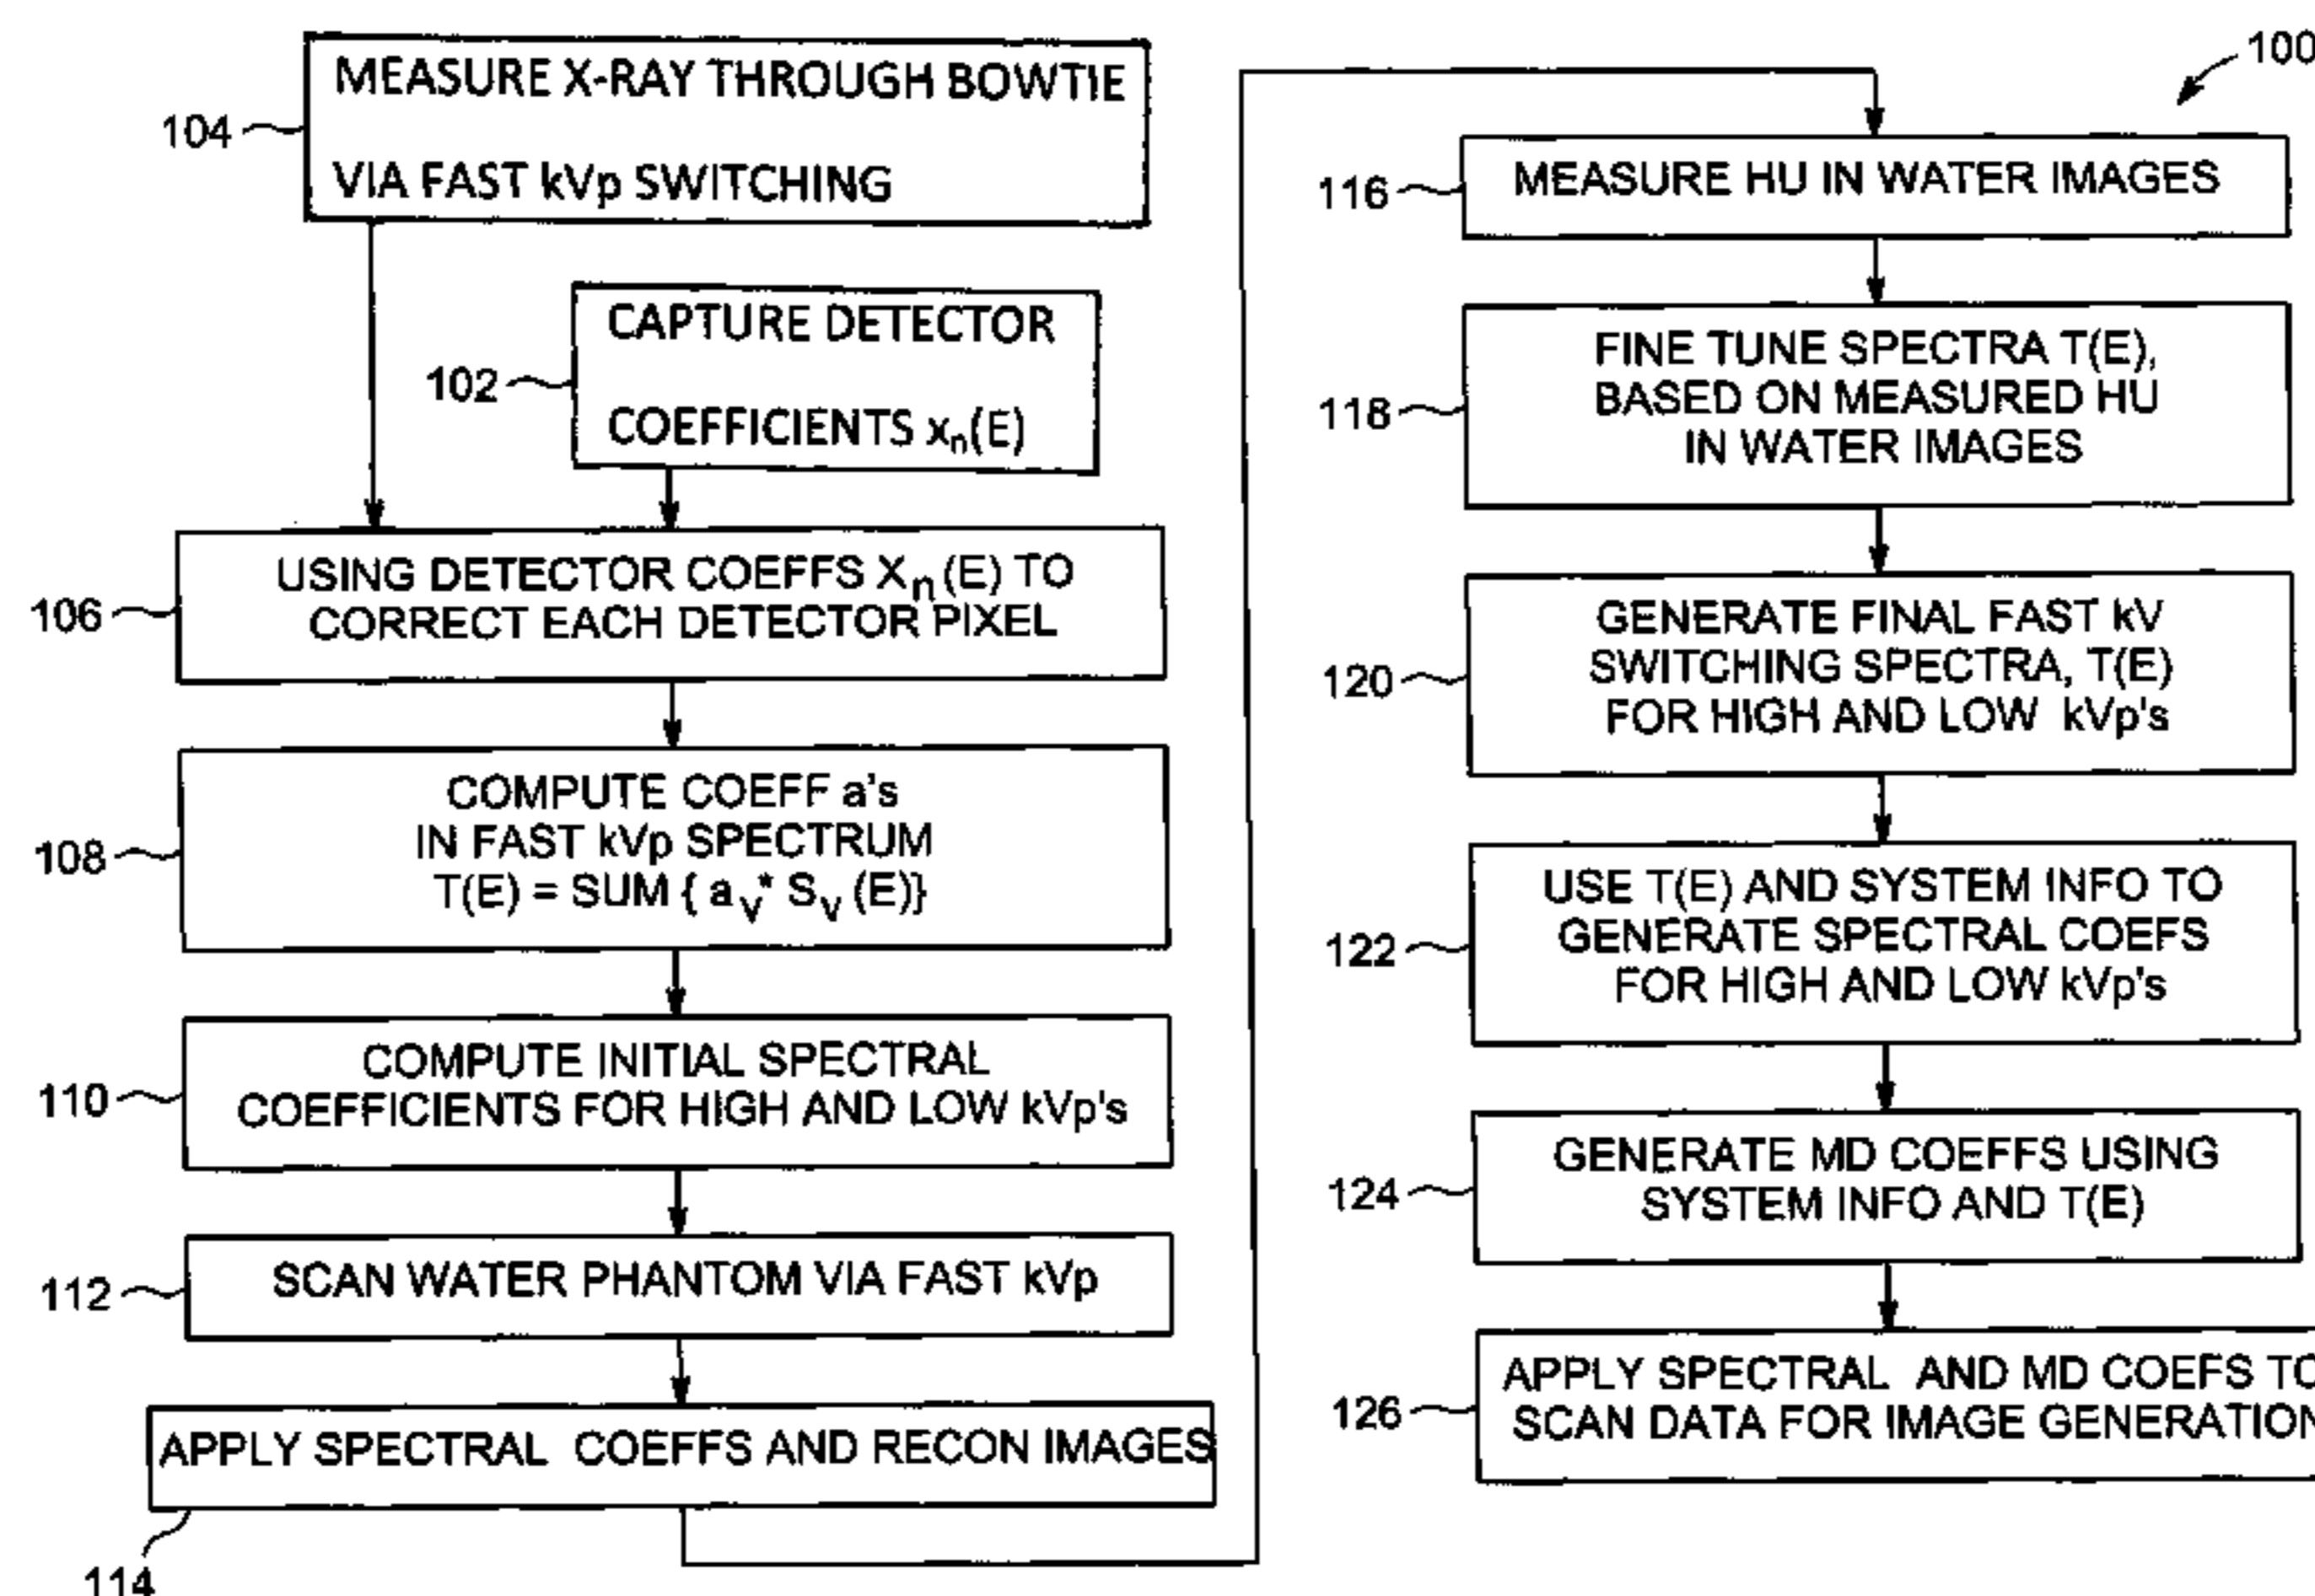 100
MEASURE X-RAY THROUGH BOWTIE
VIA FAST kVp SWITCHING
104
CAPTURE DETECTOR
COEFFICIENTS xn(E)
102
USING DETECTOR COEFFS Xn (E) TO
CORRECT EACH DETECTOR PIXEL
106
COMPUTE COEFF a's
IN FAST kVp SPECTRUM
T(E) = SUM { aV* SV (E)}
108
COMPUTE INITIAL SPECTRAL
COEFFICIENTS FOR HIGH AND LOW kVp's
110
SCAN WATER PHANTOM VIA FAST kVp
112
APPLY SPECTRAL COEFFS AND RECON IMAGES
114
MEASURE HU IN WATER IMAGES
116
FINE TUNE SPECTRA T(E),
BASED ON MEASURED HU
IN WATER IMAGES
118
GENERATE FINAL FAST kV
SWITCHING SPECTRA, T(E)
FOR HIGH AND LOW kVp's
120
USE T(E) AND SYSTEM INFO TO
GENERATE SPECTRAL COEFS
FOR HIGH AND LOW kVp's
122
GENERATE MD COEFFS USING
SYSTEM INFO AND T(E)
124
APPLY SPECTRAL AND MD COEFS TO
SCAN DATA FOR IMAGE GENERATION
126